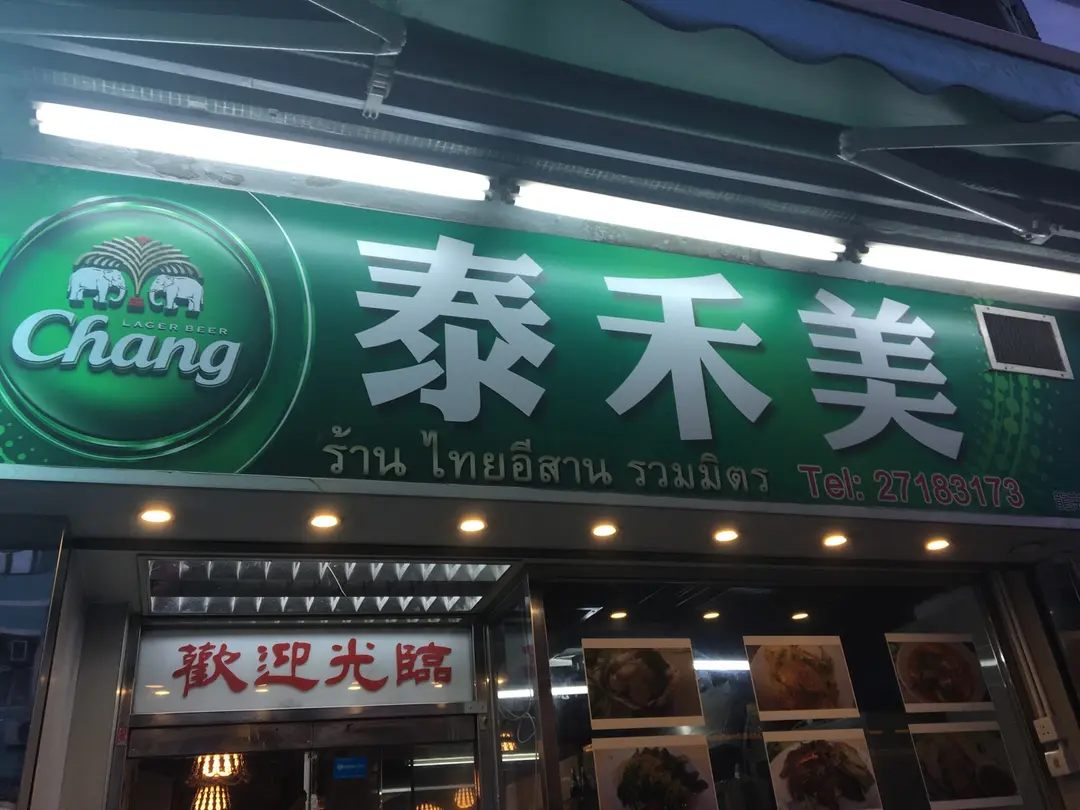 泰禾美
LAGER BEER
Chang
ร้าน ไทยอีสาน รวมมิตร
Tel: 27183173
歡迎光臨